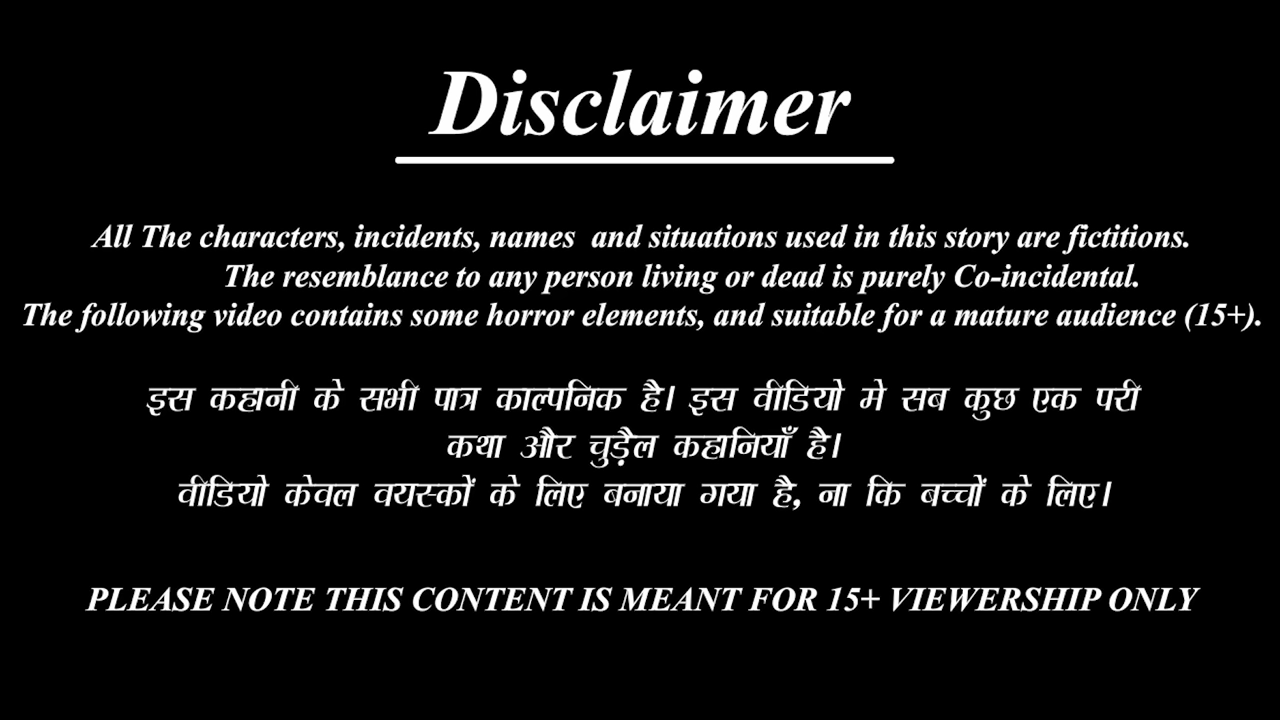 Disclaimer
All The characters, incidents, names and situations used in this story are fictitions.
The resemblance to any person living or dead is purely Co-incidental.
The following video contains some horror elements, and suitable for a mature audience (15+).
इस कहानी के सभी पात्र काल्पनिक है। इस वीडियो मे सब कुछ एक परी
कथा और चुड़ैल कहानियाँ है।
वीडियो केवल वयस्कों के लिए बनाया गया है, ना कि बच्चों के लिए।
PLEASE NOTE THIS CONTENT IS MEANT FOR 15+ VIEWERSHIP ONLY